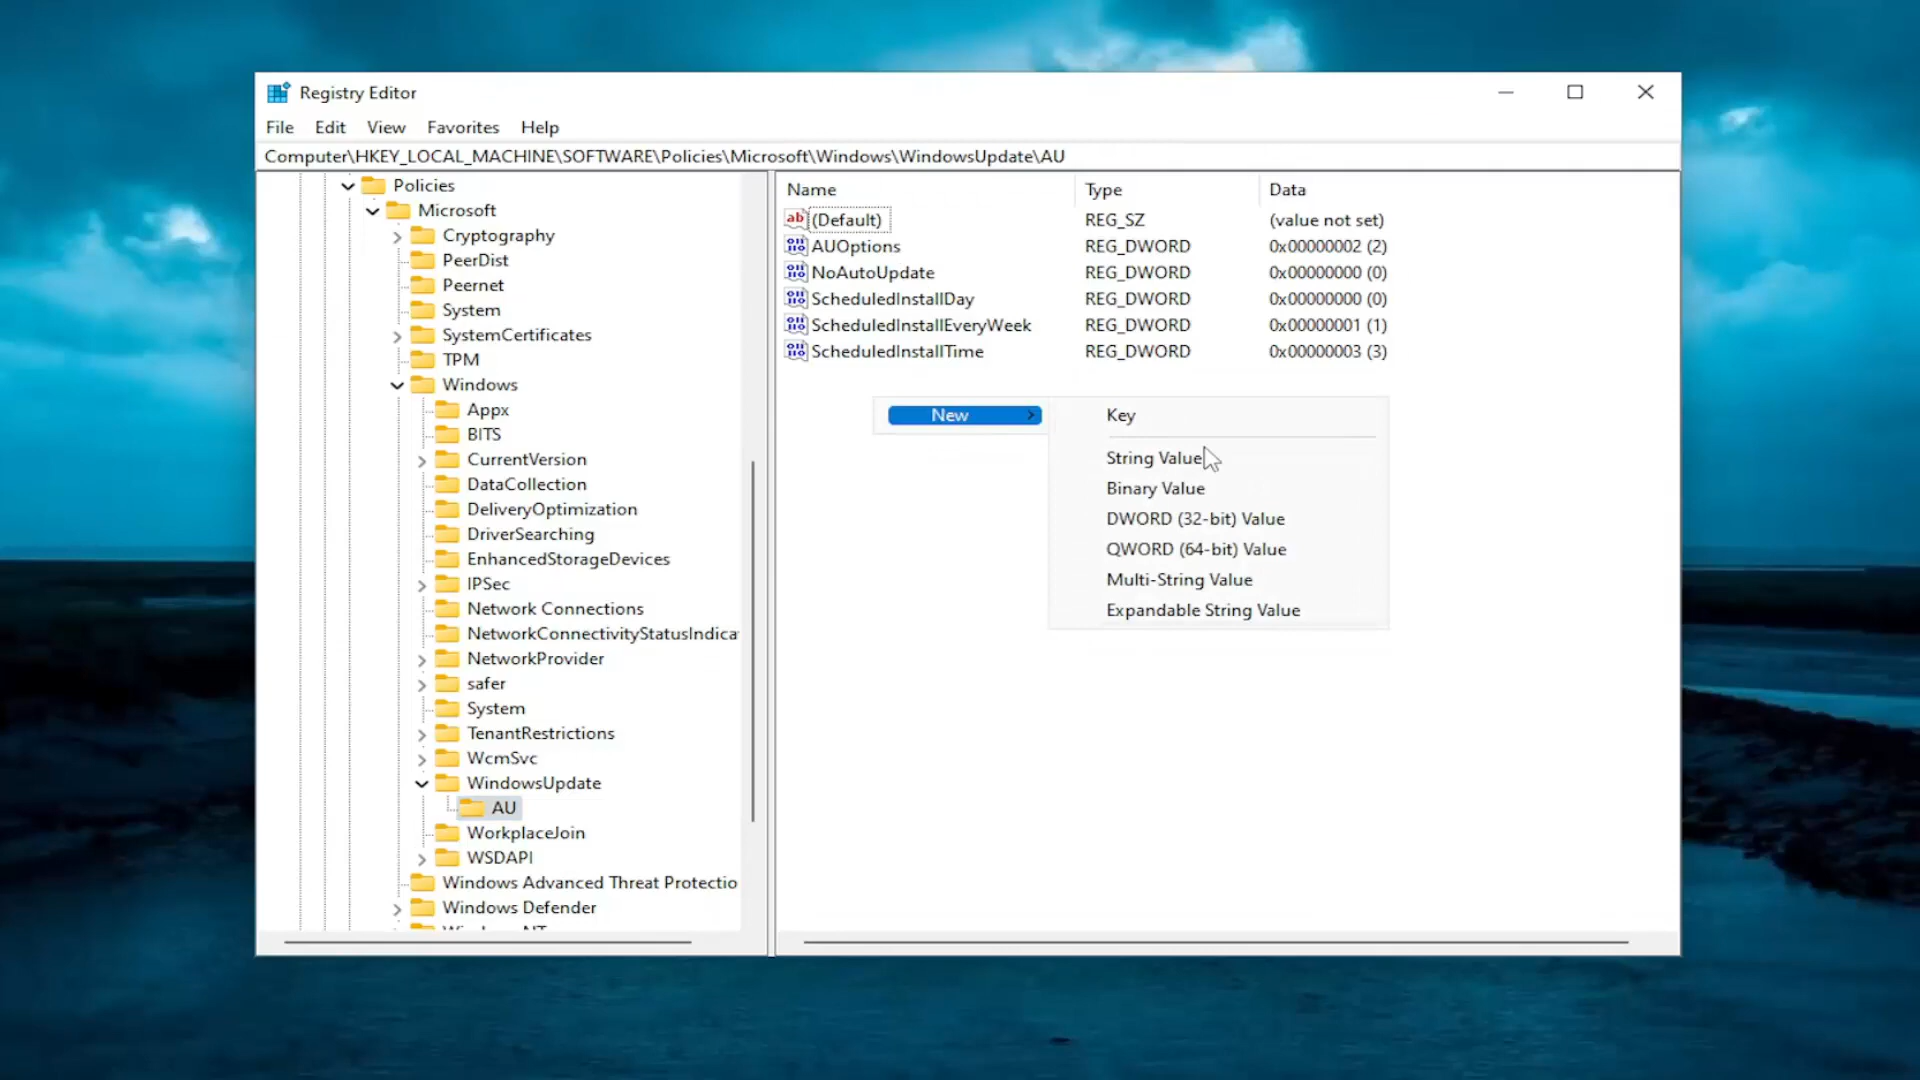 Registry Editor
File Edit View Favorites Help
Computer\HKEY_LOCAL_MACHINE\SOFTWARE\Policies\Microsoft\Windows\WindowsUpdate\AU
Policies
Microsoft
Cryptography
PeerDist
Peernet
System
SystemCertificates
TPM
Windows
Appx
BITS
CurrentVersion
DataCollection
DeliveryOptimization
DriverSearching
EnhancedStorageDevices
IPSec
Network Connections
NetworkConnectivityStatusIndica
NetworkProvider
safer
System
TenantRestrictions
WcmSvc
WindowsUpdate
AU
WorkplaceJoin
WSDAPI
Windows Advanced Threat Protectio
Windows Defender
Name Type Data
(Default) REG_SZ (value not set)
AUOptions REG_DWORD 0x00000002 (2)
NoAutoUpdate REG_DWORD 0x00000000 (0)
ScheduledInstallDay REG_DWORD 0x00000000 (0)
ScheduledInstallEveryWeek REG_DWORD 0x00000001 (1)
ScheduledInstallTime REG_DWORD 0x00000003 (3)
New
Key
String Value
Binary Value
DWORD (32-bit) Value
QWORD (64-bit) Value
Multi-String Value
Expandable String Value